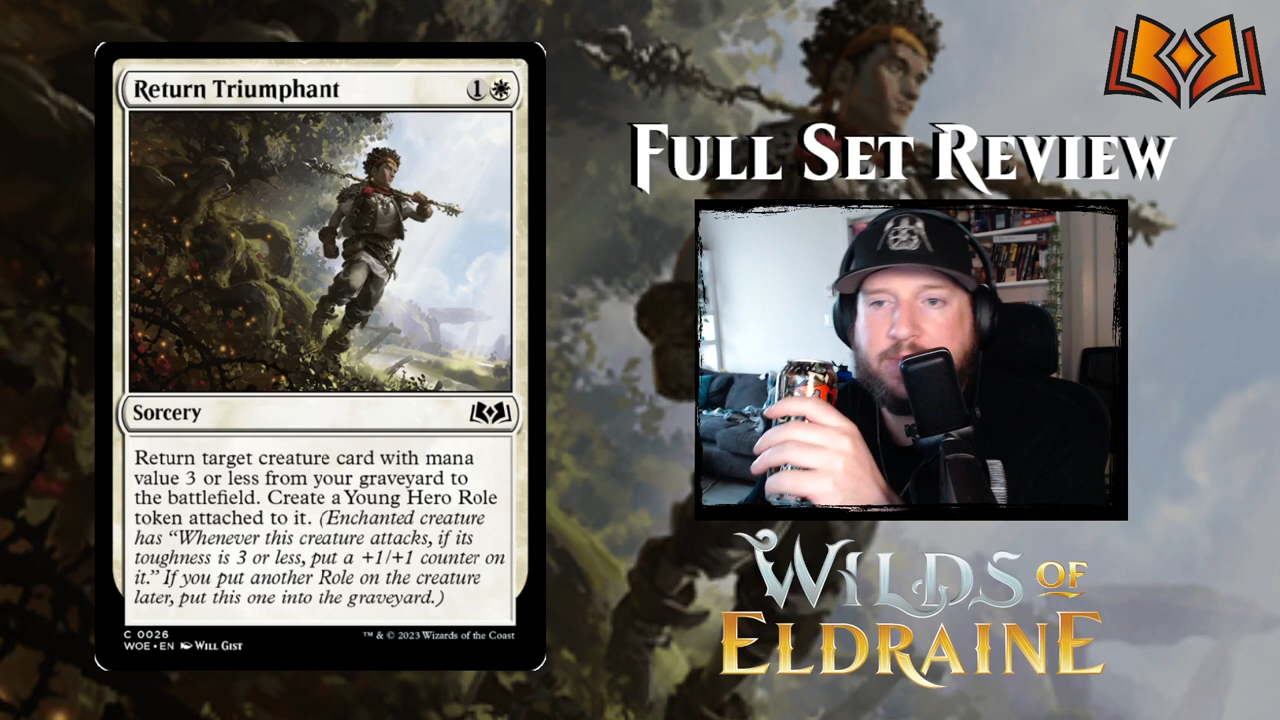 Return Triumphant
1
Sorcery
Return target creature card with mana
value 3 or less from your graveyard to
the battlefield. Create a Young Hero Role
token attached to it. (Enchanted creature
has “Whenever this creature attacks, if its
toughness is 3 or less, put a +1/+1 counter on
it.” If you put another Role on the creature
later, put this one into the graveyard.)
C 0026
WOE • EN Will Gist
™ & © 2023 Wizards of the Coast
Full Set Review
Wilds of
Eldraine